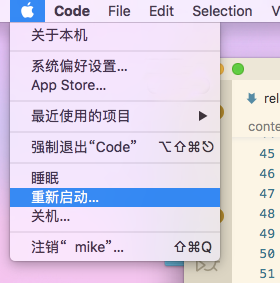 Code File Edit Selection V
关于本机
系统偏好设置...
App Store...
最近使用的项目
强制退出“Code” ⌥⇧⌘⎋
睡眠
重新启动...
关机...
注销“mike”... ⇧⌘Q
rel
conte
45
46
47
48
49
50
51